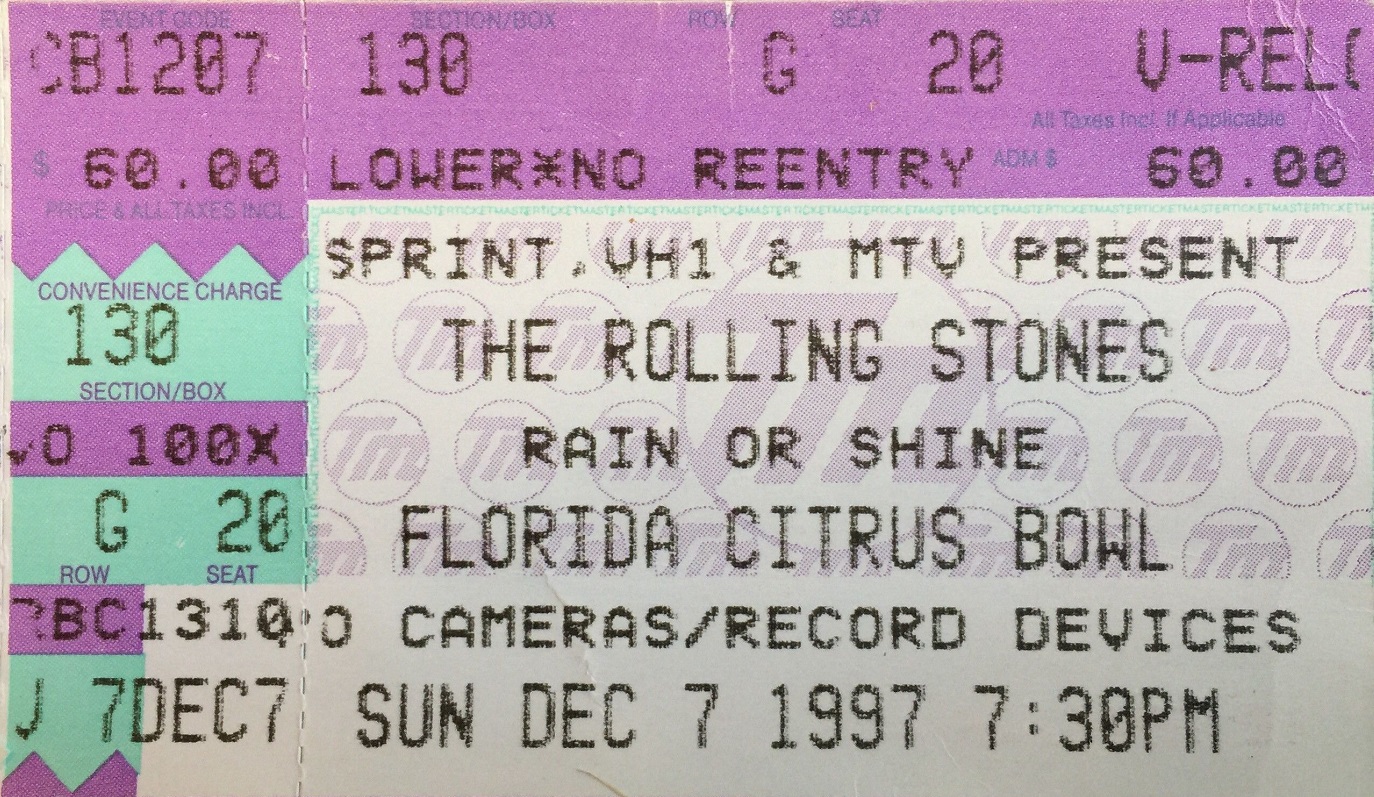 EVENT CODE SECTION/BOX ROW SEAT
CB1207 130 G 20 V-REL
All Taxes Incl. If Applicable
$ 60.00 LOWER*NO REENTRY ADM $ 60.00
PRICE & ALL TAXES INCL.
SPRINT,VH1 & MTV PRESENT
CONVENIENCE CHARGE
130
THE ROLLING STONES
SECTION/BOX
100X
RAIN OR SHINE
G 20
FLORIDA CITRUS BOWL
ROW SEAT
BC1310
O CAMERAS/RECORD DEVICES
7DEC7
SUN DEC 7 1997 7:30PM